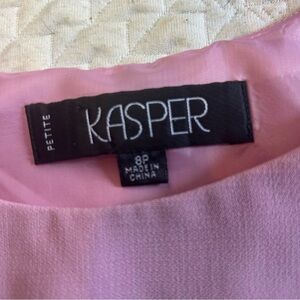 PETITE
KASPER
8P
MADE IN
CHINA